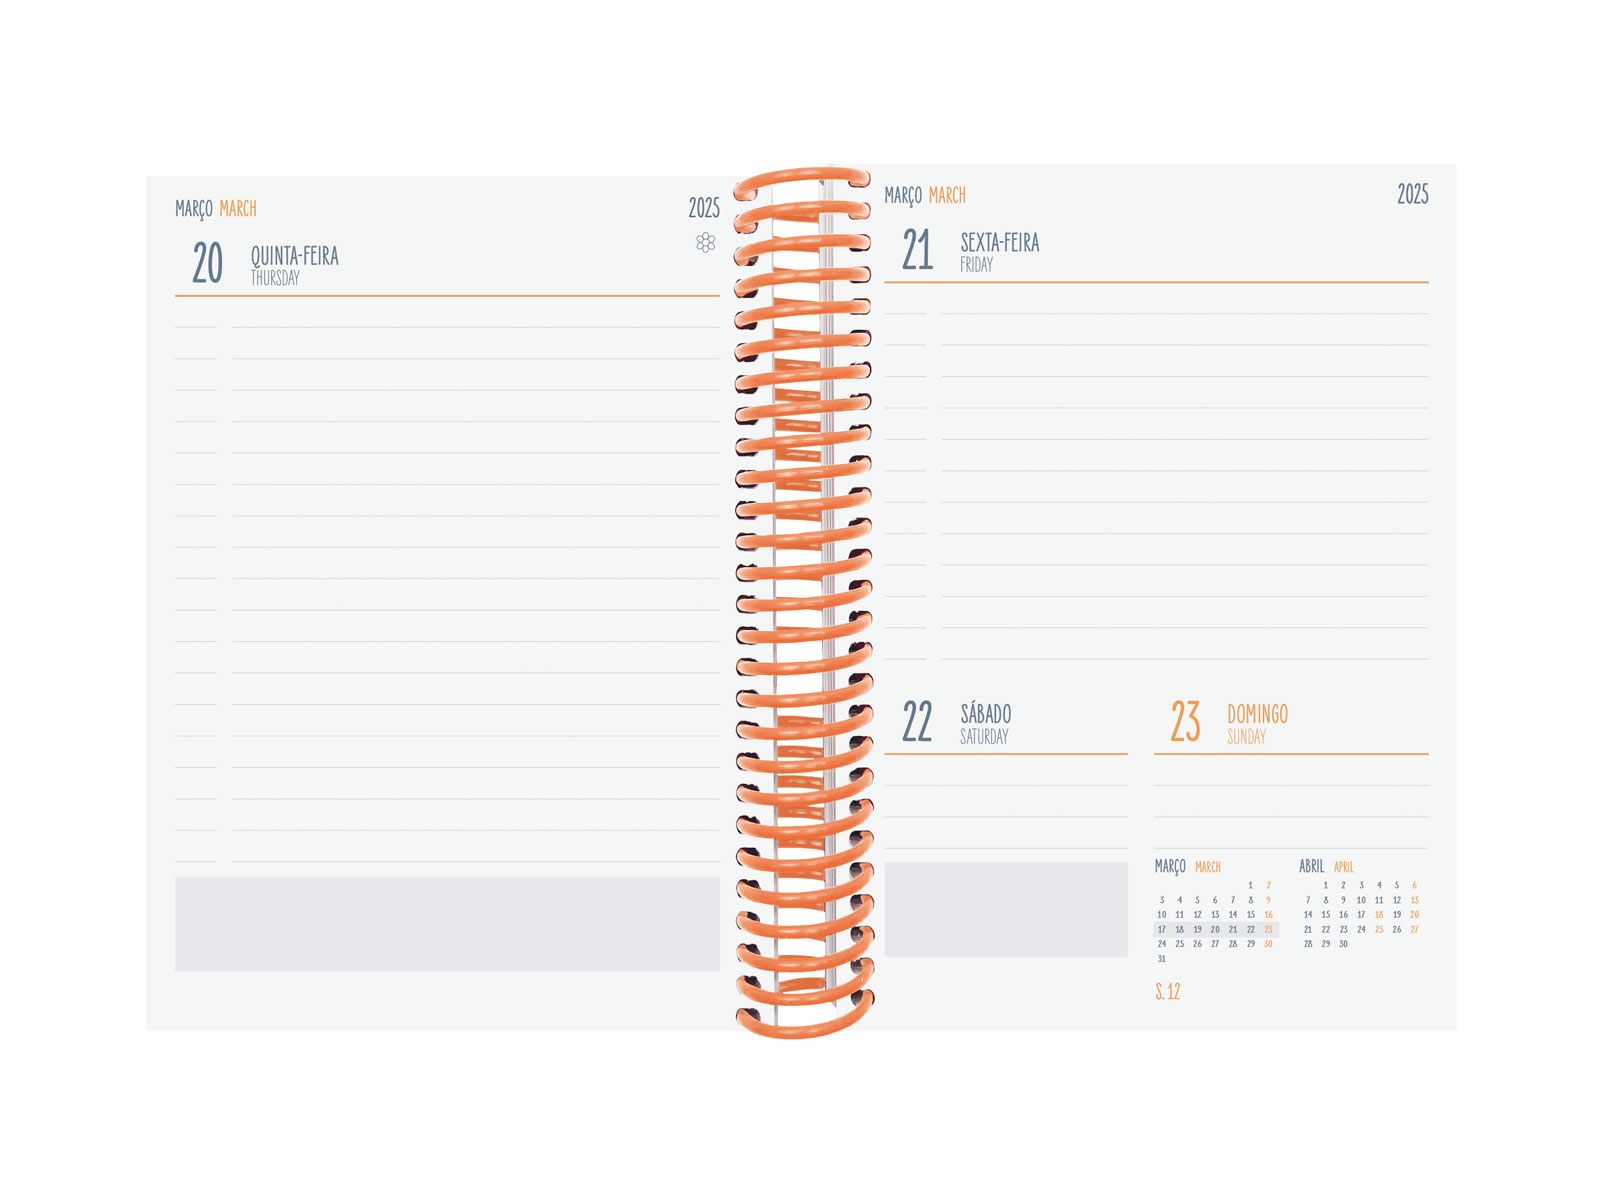 MARÇO MARCH 2025
20 QUINTA-FEIRA
THURSDAY
MARÇO MARCH 2025
21 SEXTA-FEIRA
FRIDAY
22 SÁBADO
SATURDAY
23 DOMINGO
SUNDAY
MARÇO MARCH
1 2
3 4 5 6 7 8 9
10 11 12 13 14 15 16
17 18 19 20 21 22 23
24 25 26 27 28 29 30
31
ABRIL APRIL
1 2 3 4 5 6
7 8 9 10 11 12 13
14 15 16 17 18 19 20
21 22 23 24 25 26 27
28 29 30
S. 12